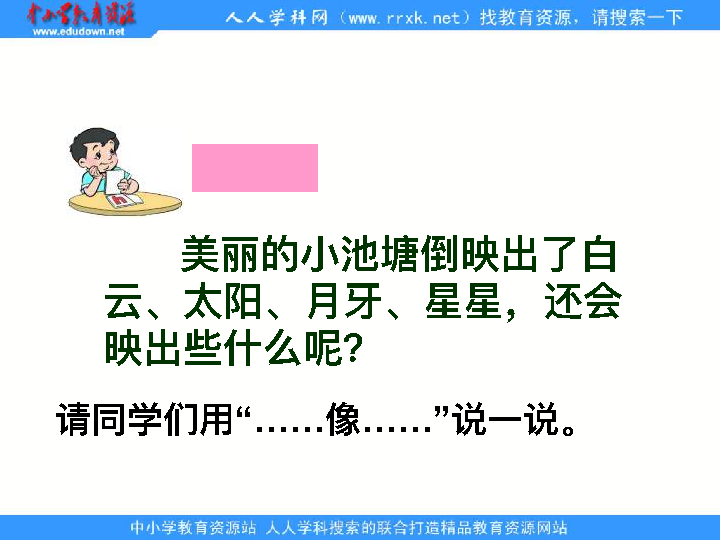 中小学教育资源
www.edudown.net
人人学科网（www.rrxk.net）找教育资源，请搜索一下
美丽的小池塘倒映出了白
云、太阳、月牙、星星，还会
映出些什么呢?
请同学们用“……像……”说一说。
中小学教育资源站 人人学科搜索的联合打造精品教育资源网站